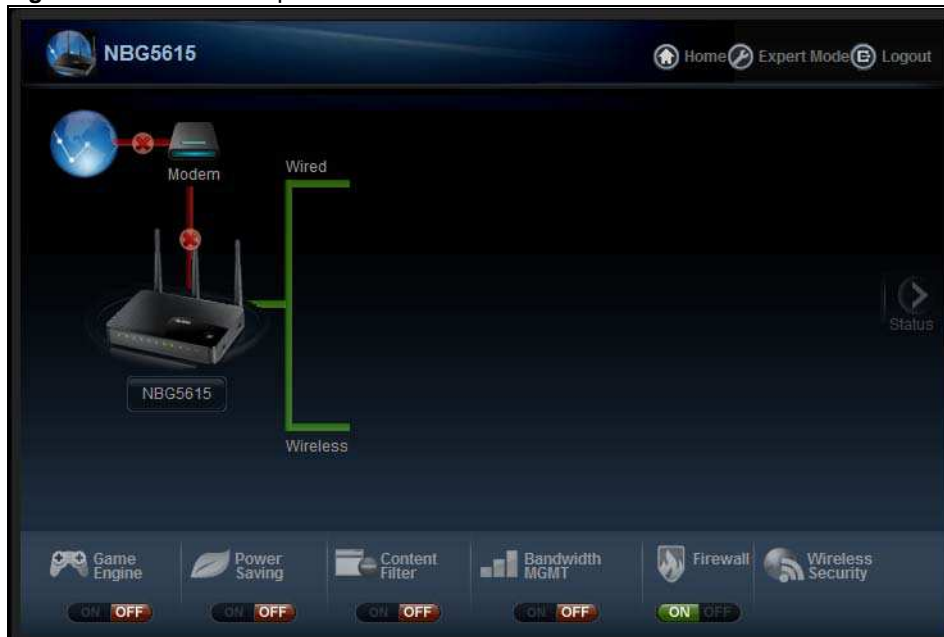 NBG5615
Home Expert Mode Logout
Modem
Wired
Status
NBG5615
Wireless
Game Engine
Power Saving
Content Filter
Bandwidth MGMT
Firewall
Wireless Security
ON OFF
ON OFF
ON OFF
ON OFF
ON OFF